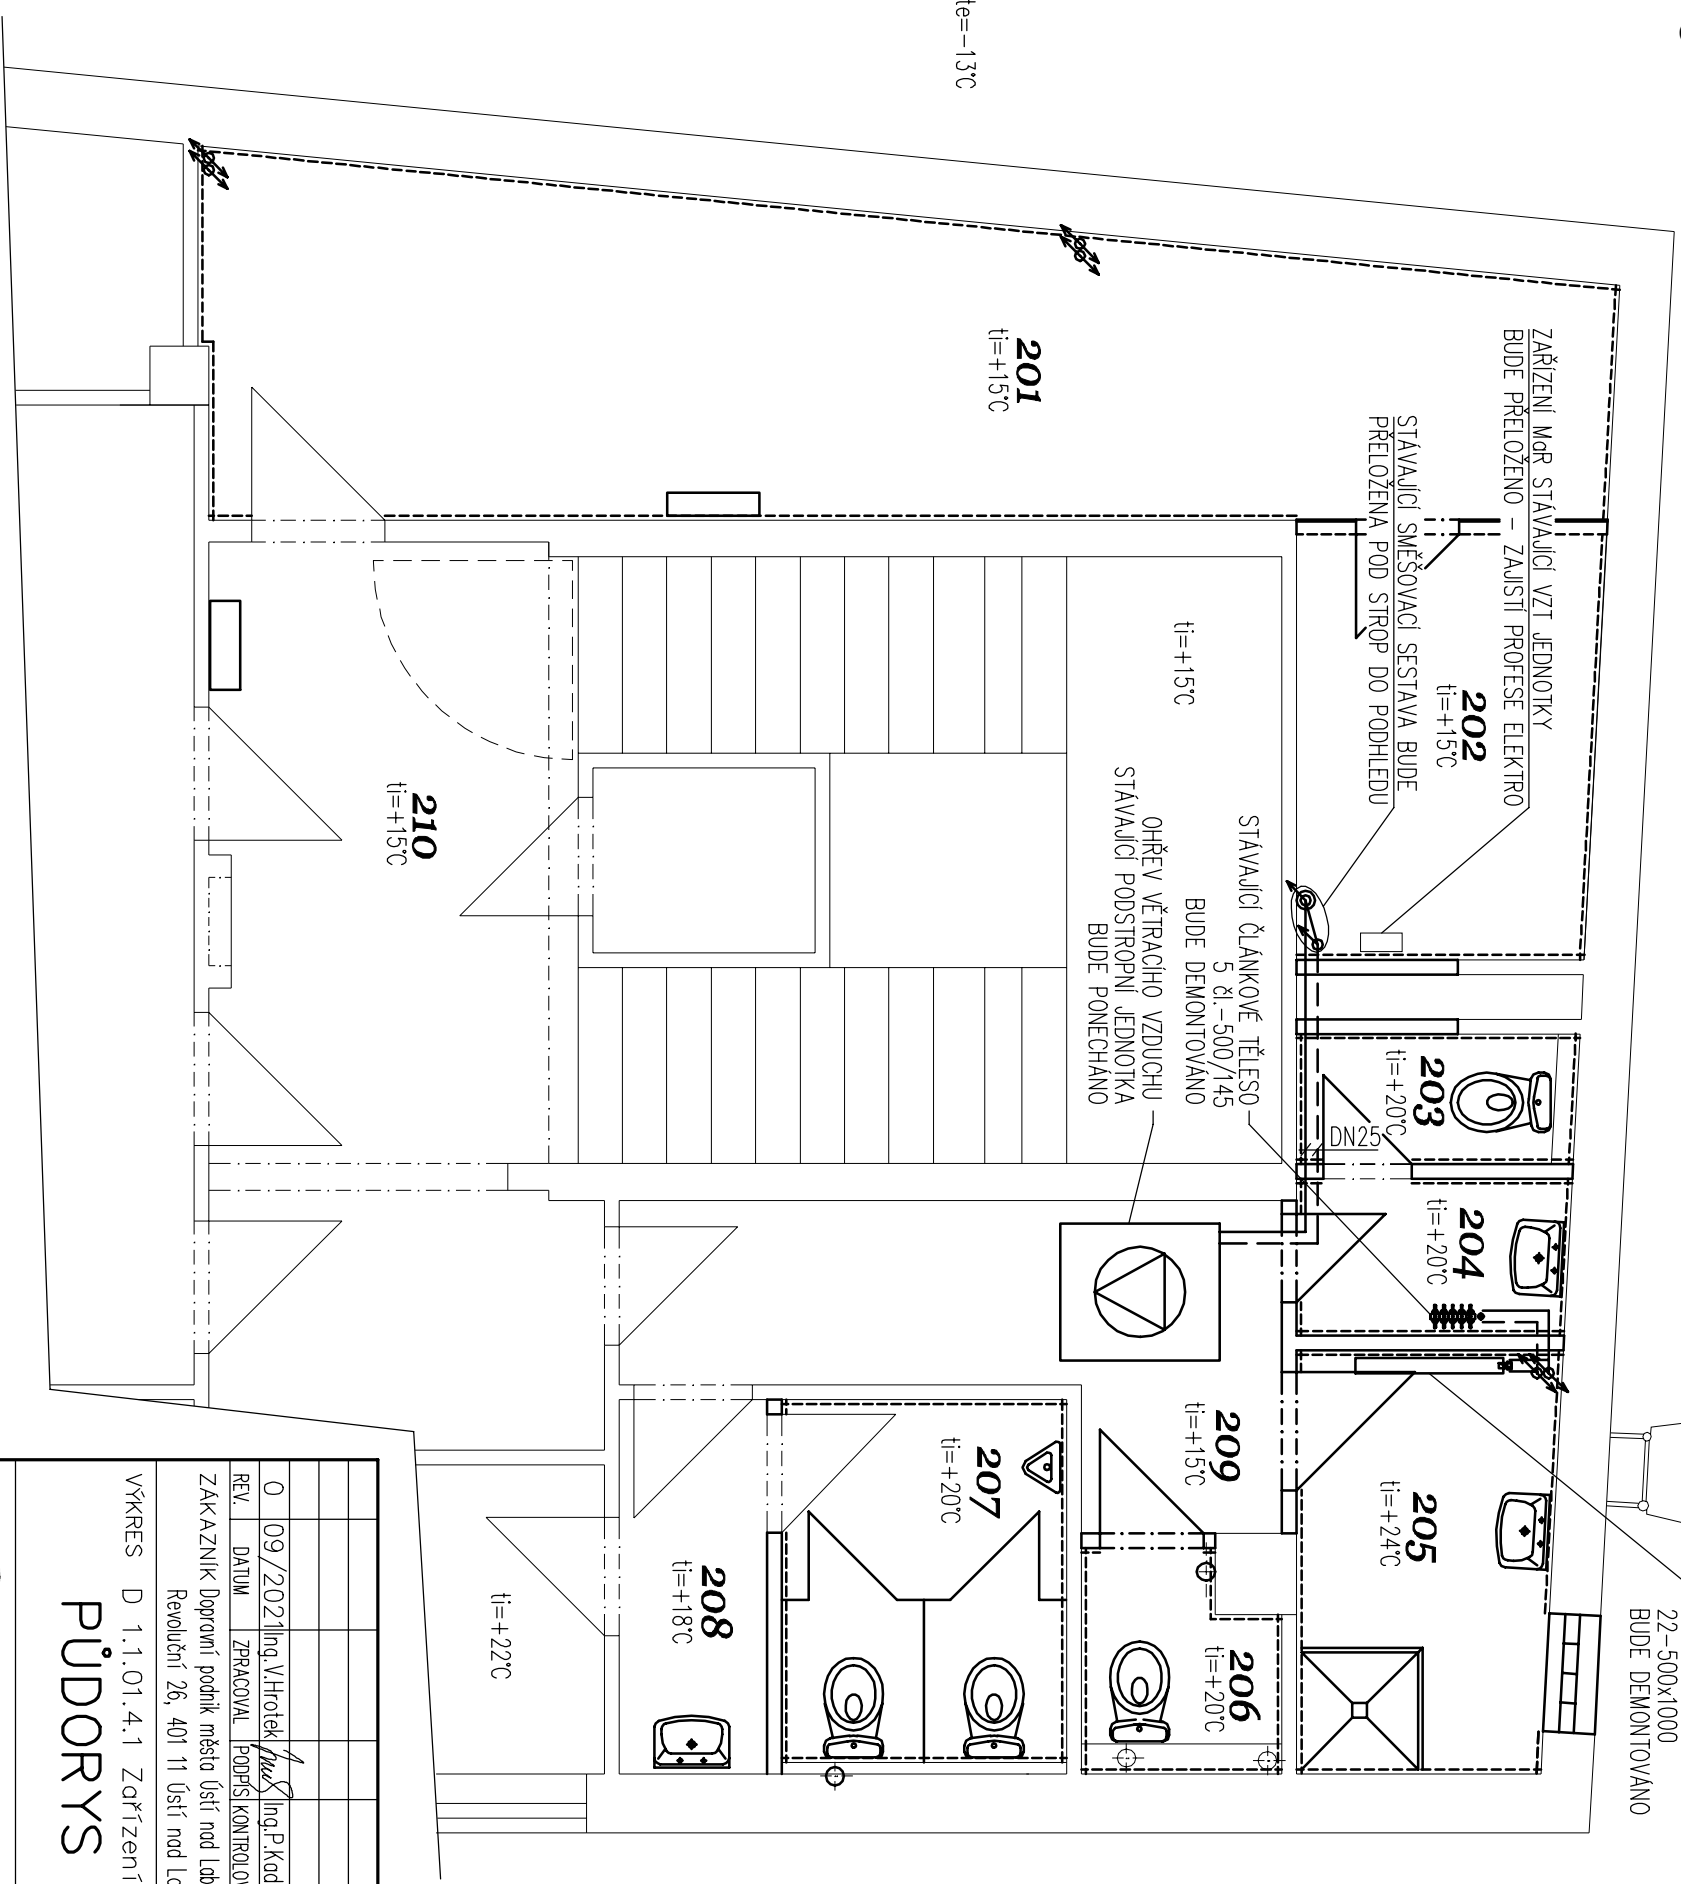 te=-13°C
ZAŘÍZENÍ MaR STÁVAJÍCÍ VZT JEDNOTKY
BUDE PŘELOŽENO - ZAJISTÍ PROFESE ELEKTRO
STÁVAJÍCÍ SMĚŠOVACÍ SESTAVA BUDE
PŘELOŽENA POD STROP DO PODHLEDU
201
ti=+15°C
202
ti=+15°C
ti=+15°C
210
ti=+15°C
STÁVAJÍCÍ ČLÁNKOVÉ TĚLESO
5 čl.-500/145
BUDE DEMONTOVÁNO
OHŘEV VĚTRACÍHO VZDUCHU
STÁVAJÍCÍ PODSTROPNÍ JEDNOTKA
BUDE PONECHÁNO
203
ti=+20°C
DN25
204
ti=+20°C
205
ti=+24°C
209
ti=+15°C
207
ti=+20°C
206
ti=+20°C
208
ti=+18°C
ti=+22°C
22-500x1000
BUDE DEMONTOVÁNO
0 09/2021 Ing.V.Hrotek Ing.P.Kad
REV. DATUM ZPRACOVAL PODPIS KONTROLOV
ZÁKAZNÍK Dopravní podnik města Ústí nad Lab
Revoluční 26, 401 11 Ústí nad La
VÝKRES D 1.1.01.4.1 Zařízení
PŮDORYS